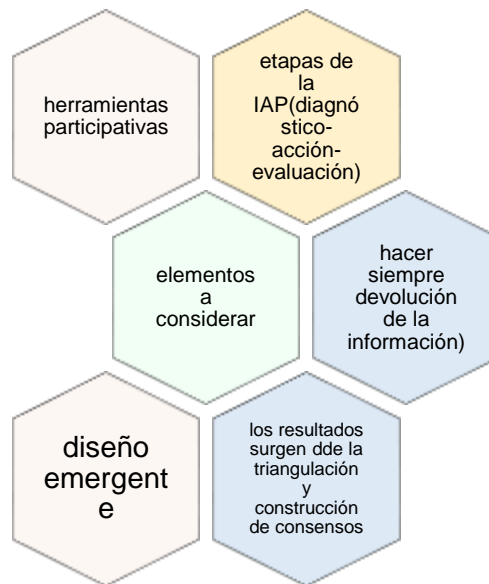 herramientas
participativas
etapas de
la
IAP(diagnó
stico-
acción-
evaluación)
elementos
a
considerar
hacer
siempre
devolución
de la
información)
diseño
emergent
e
los resultados
surgen dde la
triangulación
y
construcción
de consensos